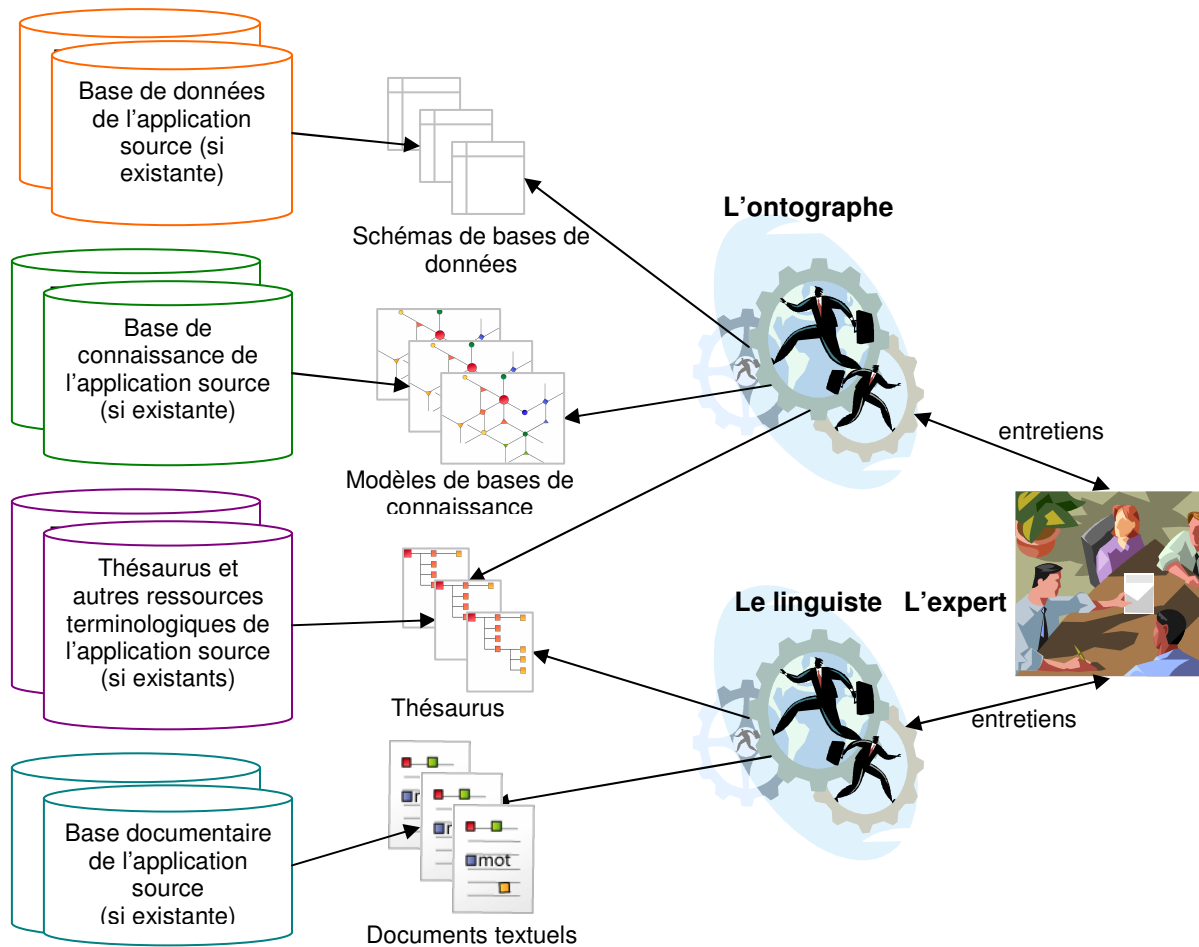 Base de données
de l'application
source (si
existante)
Schémas de bases de
données
L'ontographe
Base de
connaissance de
l'application source
(si existante)
Modèles de bases de
connaissance
entretiens
Thésaurus et
autres ressources
terminologiques de
l'application source
(si existants)
Thésaurus
Le linguiste L'expert
entretiens
Base documentaire
de l'application
source
(si existante)
mot
Documents textuels